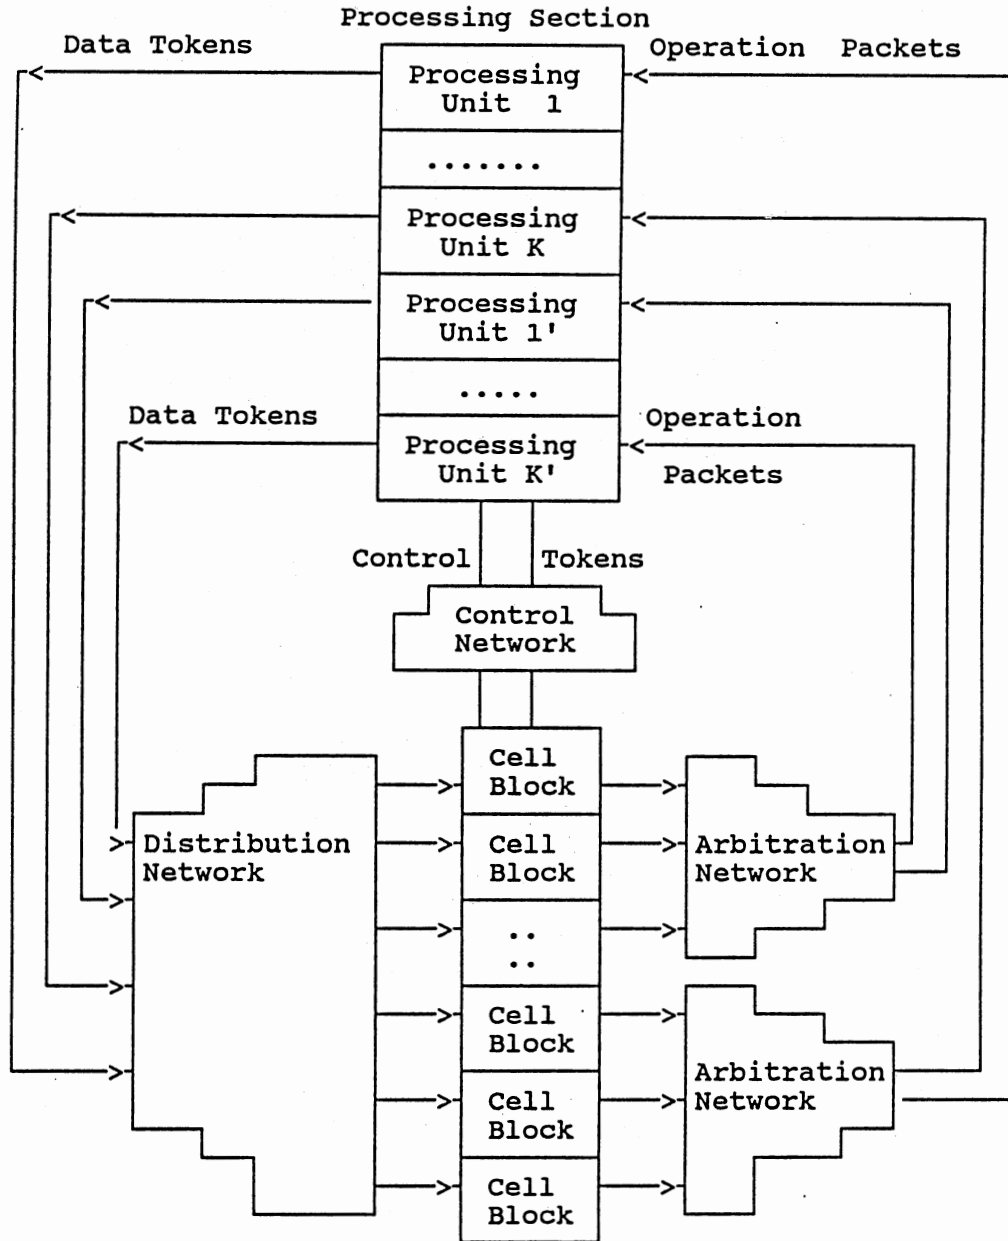 Processing Section
Data Tokens
Operation Packets
Processing
Unit 1
.......
Processing
Unit K
Processing
Unit 1'
.....
Data Tokens
Operation
Packets
Processing
Unit K'
Control Tokens
Control
Network
Cell
Block
Distribution
Network
Cell
Block
Arbitration
Network
..
..
Cell
Block
Cell
Block
Arbitration
Network
Cell
Block